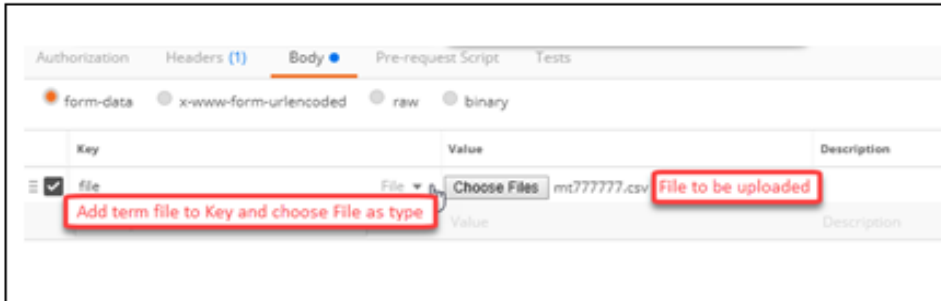 Authorization Headers (1) Body Pre-request Script Tests
form-data x-www-form-urlencoded raw binary
Key Value Description
file File Choose Files mt777777.csv File to be uploaded
Add term file to Key and choose File as type
Value Description